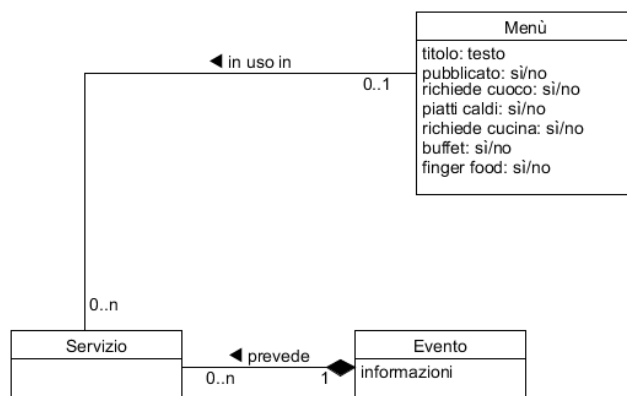 Menù
titolo: testo
pubblicato: sì/no
richiede cuoco: sì/no
piatti caldi: sì/no
richiede cucina: sì/no
buffet: sì/no
finger food: sì/no
in uso in
0..1
0..n
Servizio
prevede
0..n
1
Evento
informazioni